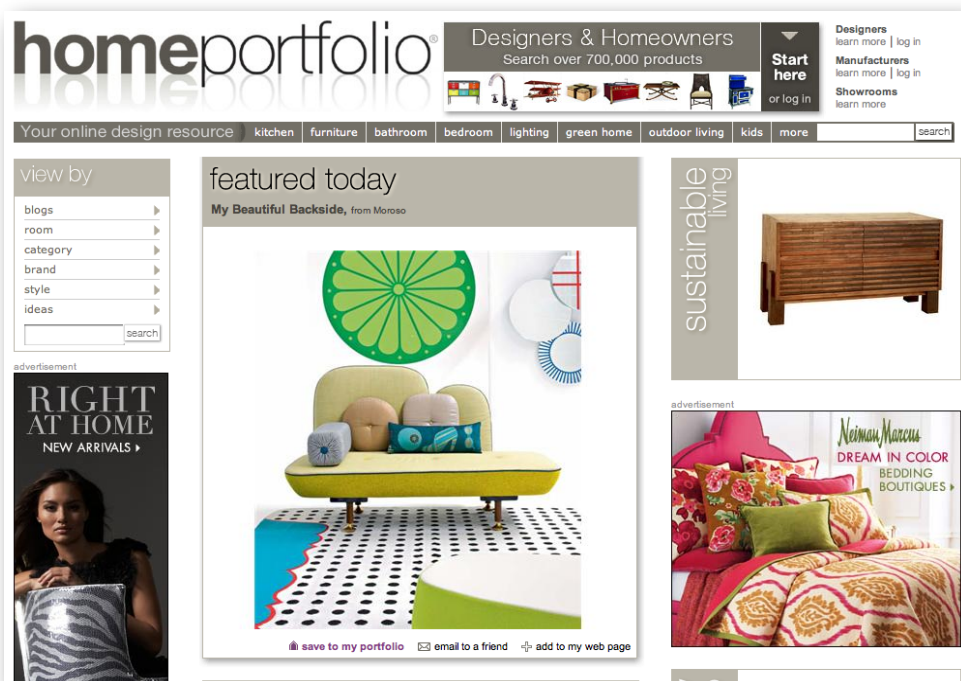 homeportfolio®
Designers & Homeowners
Search over 700,000 products
Start
here
or log in
Designers
learn more | log in
Manufacturers
learn more | log in
Showrooms
learn more
Your online design resource
kitchen
furniture
bathroom
bedroom
lighting
green home
outdoor living
kids
more
search
view by
blogs
room
category
brand
style
ideas
search
advertisement
RIGHT
AT HOME
NEW ARRIVALS
featured today
My Beautiful Backside, from Moroso
save to my portfolio
email to a friend
add to my web page
sustainable
living
advertisement
Neiman Marcus
DREAM IN COLOR
BEDDING
BOUTIQUES